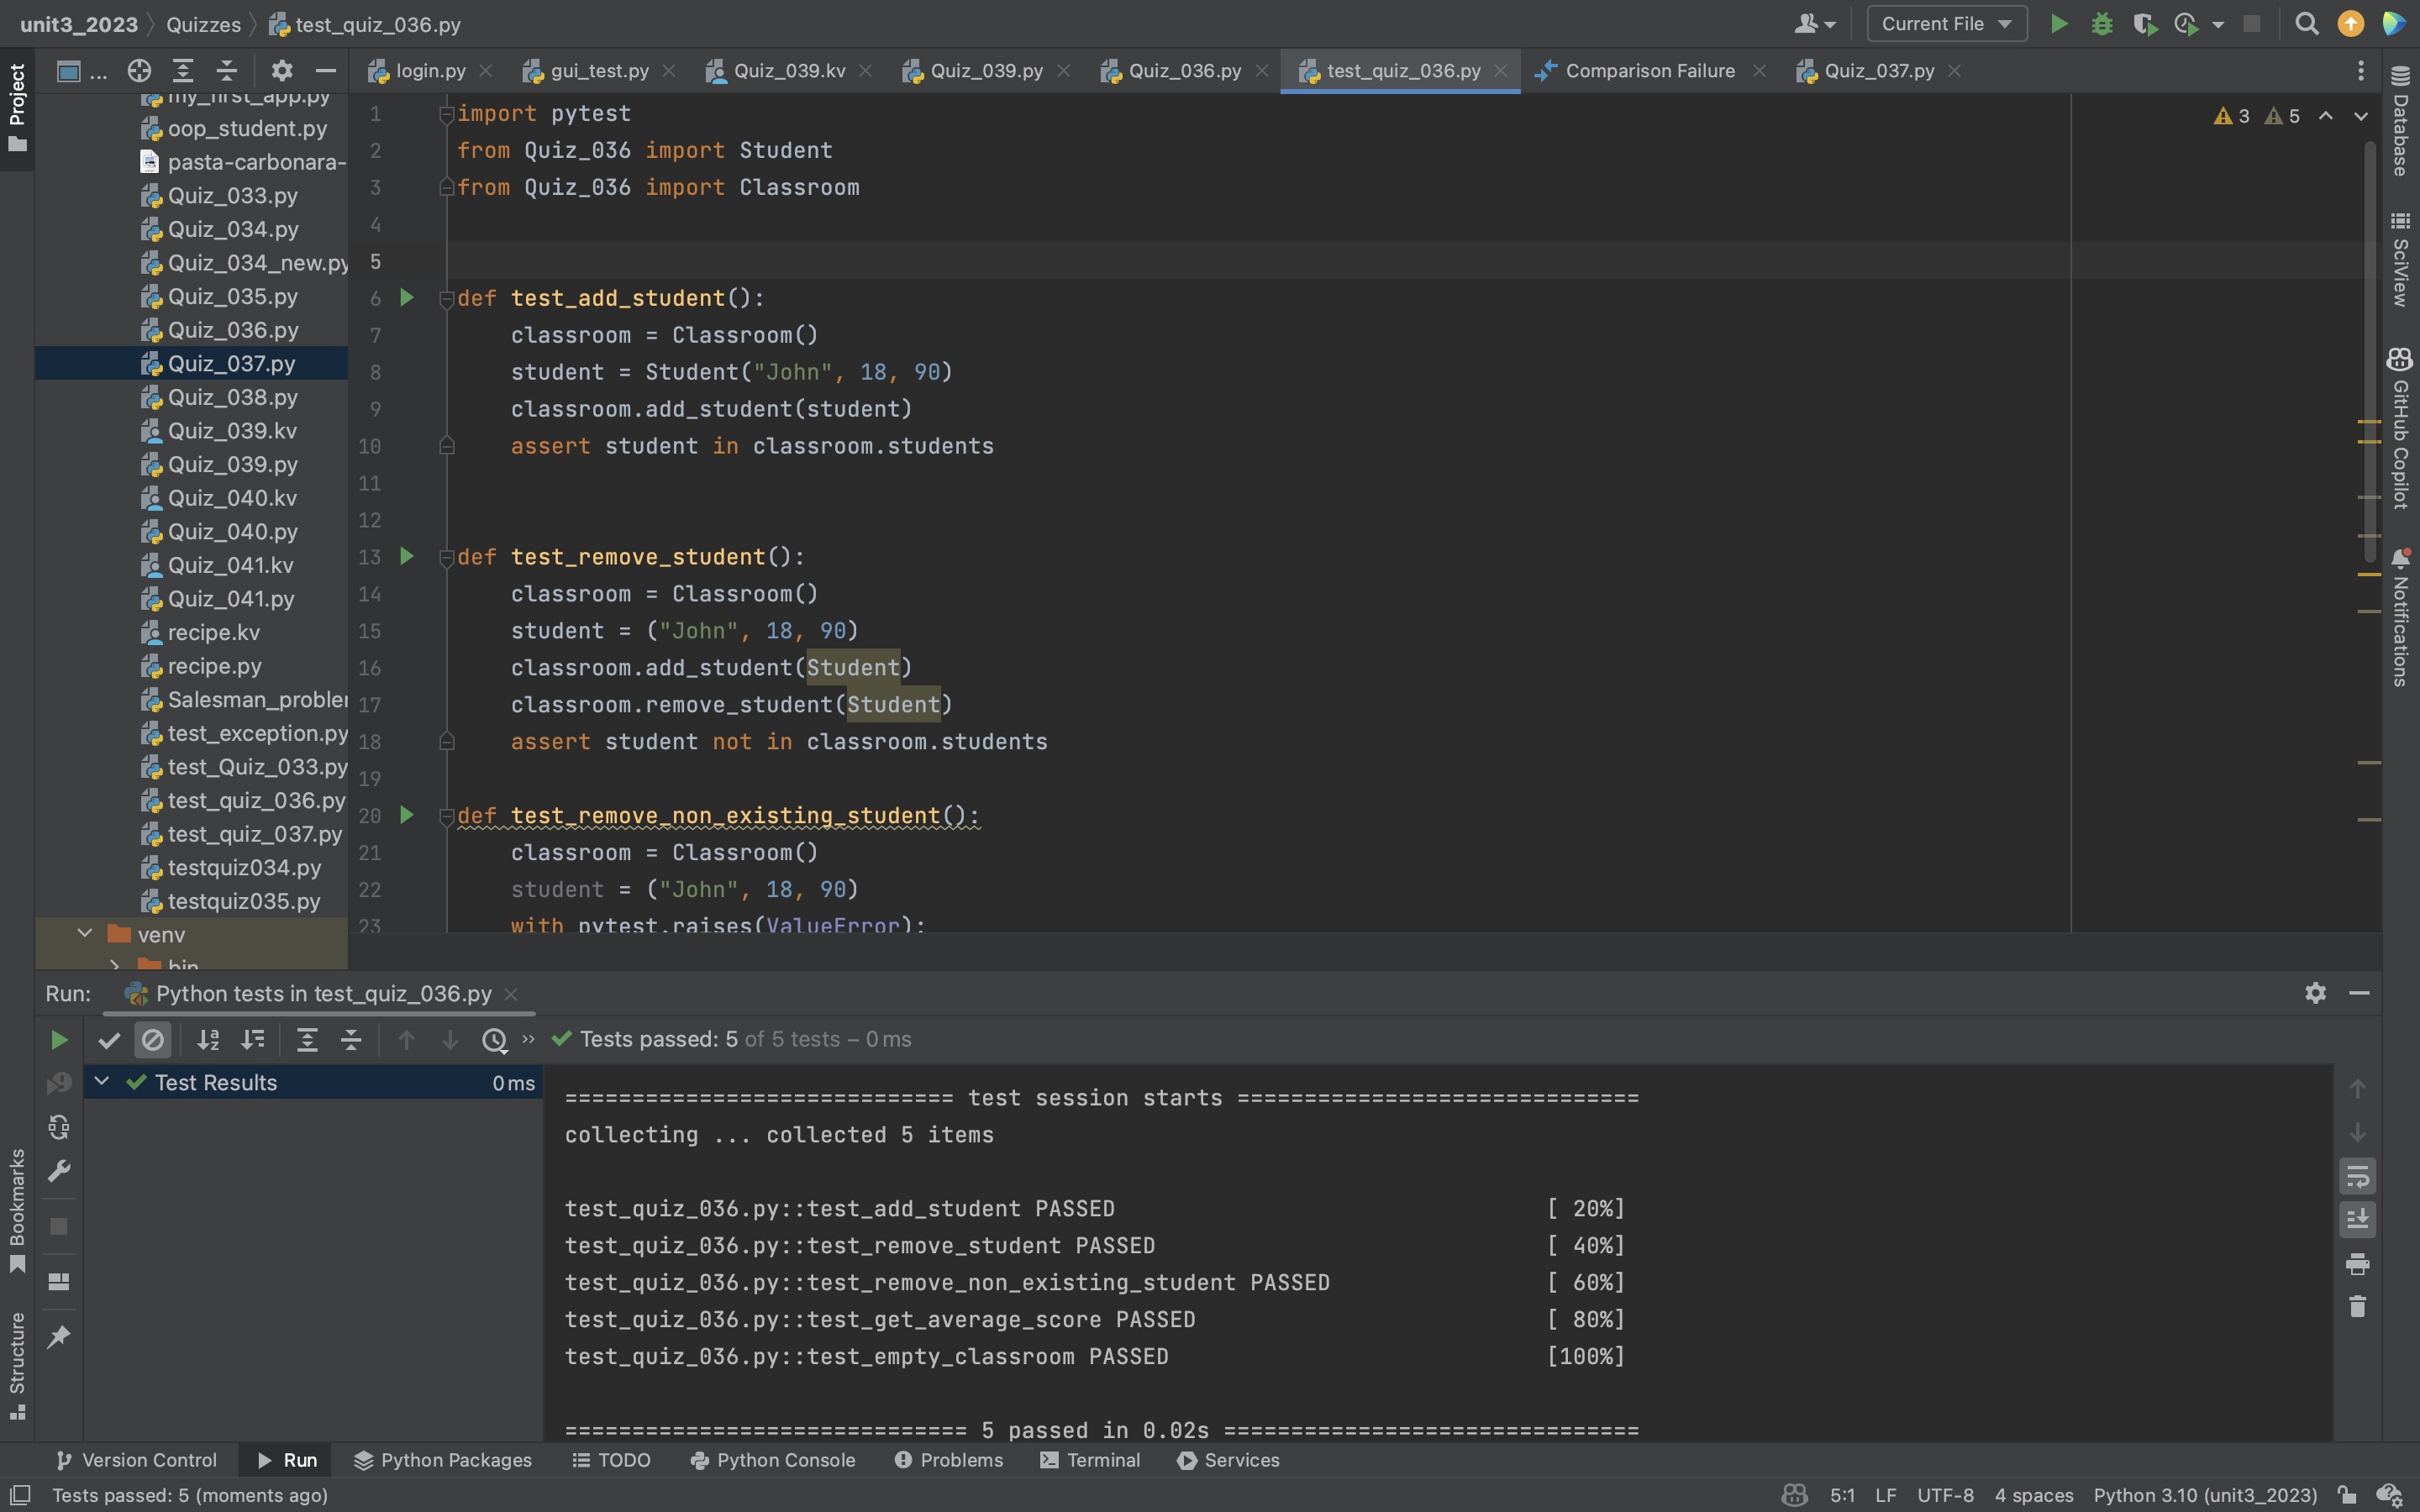 unit3_2023 Quizzes test_quiz_036.py
Current File
Project
...
login.py
gui_test.py
Quiz_039.kv
Quiz_039.py
Quiz_036.py
test_quiz_036.py
Comparison Failure
Quiz_037.py
my_first_app.py
oop_student.py
pasta-carbonara-
Quiz_033.py
Quiz_034.py
Quiz_034_new.py
Quiz_035.py
Quiz_036.py
Quiz_037.py
Quiz_038.py
Quiz_039.kv
Quiz_039.py
Quiz_040.kv
Quiz_040.py
Quiz_041.kv
Quiz_041.py
recipe.kv
recipe.py
Salesman_probler
test_exception.py
test_Quiz_033.py
test_quiz_036.py
test_quiz_037.py
testquiz034.py
testquiz035.py
venv
bin
3 5
1 import pytest
2 from Quiz_036 import Student
3 from Quiz_036 import Classroom
4
5
6 def test_add_student():
7 classroom = Classroom()
8 student = Student("John", 18, 90)
9 classroom.add_student(student)
10 assert student in classroom.students
11
12
13 def test_remove_student():
14 classroom = Classroom()
15 student = ("John", 18, 90)
16 classroom.add_student(Student)
17 classroom.remove_student(Student)
18 assert student not in classroom.students
19
20 def test_remove_non_existing_student():
21 classroom = Classroom()
22 student = ("John", 18, 90)
23 with pytest.raises(ValueError):
Database
SciView
GitHub Copilot
Notifications
Run: Python tests in test_quiz_036.py
Tests passed: 5 of 5 tests – 0 ms
Test Results 0 ms
============================= test session starts ==============================
collecting ... collected 5 items
test_quiz_036.py::test_add_student PASSED [ 20%]
test_quiz_036.py::test_remove_student PASSED [ 40%]
test_quiz_036.py::test_remove_non_existing_student PASSED [ 60%]
test_quiz_036.py::test_get_average_score PASSED [ 80%]
test_quiz_036.py::test_empty_classroom PASSED [100%]
============================== 5 passed in 0.02s ===============================
Bookmarks
Structure
Version Control
Run
Python Packages
TODO
Python Console
Problems
Terminal
Services
Tests passed: 5 (moments ago)
5:1 LF UTF-8 4 spaces Python 3.10 (unit3_2023)